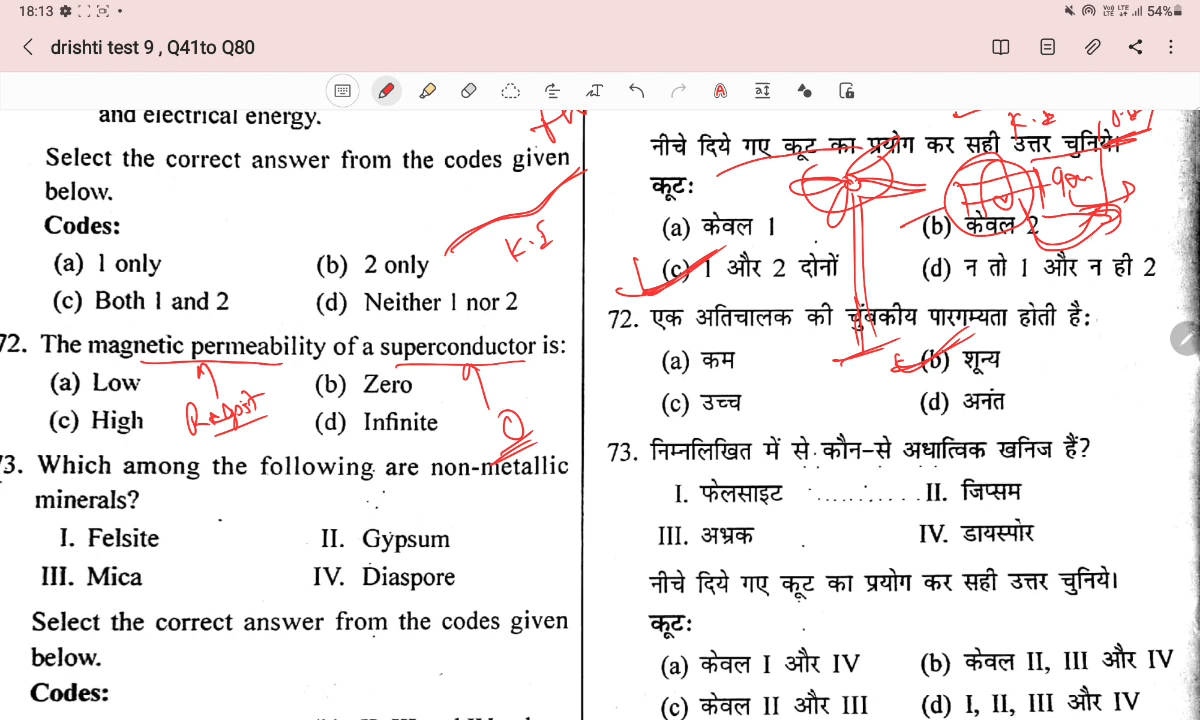 18:13
54%
drishti test 9 , Q41to Q80
and electrical energy.
Select the correct answer from the codes given
below.
Codes:
(a) 1 only (b) 2 only
(c) Both 1 and 2 (d) Neither 1 nor 2
72. The magnetic permeability of a superconductor is:
(a) Low (b) Zero
(c) High (d) Infinite
73. Which among the following are non-metallic
minerals?
I. Felsite II. Gypsum
III. Mica IV. Diaspore
Select the correct answer from the codes given
below.
Codes:
K.E
0
नीचे दिये गए कूट का प्रयोग कर सही उत्तर चुनिये।
कूट:
(a) केवल 1 (b) केवल 2
(c) 1 और 2 दोनों (d) न तो 1 और न ही 2
72. एक अतिचालक की चुंबकीय पारगम्यता होती है:
(a) कम (b) शून्य
(c) उच्च (d) अनंत
73. निम्नलिखित में से कौन-से अधात्विक खनिज हैं?
I. फेलसाइट II. जिप्सम
III. अभ्रक IV. डायस्पोर
नीचे दिये गए कूट का प्रयोग कर सही उत्तर चुनिये।
कूट:
(a) केवल I और IV (b) केवल II, III और IV
(c) केवल II और III (d) I, II, III और IV